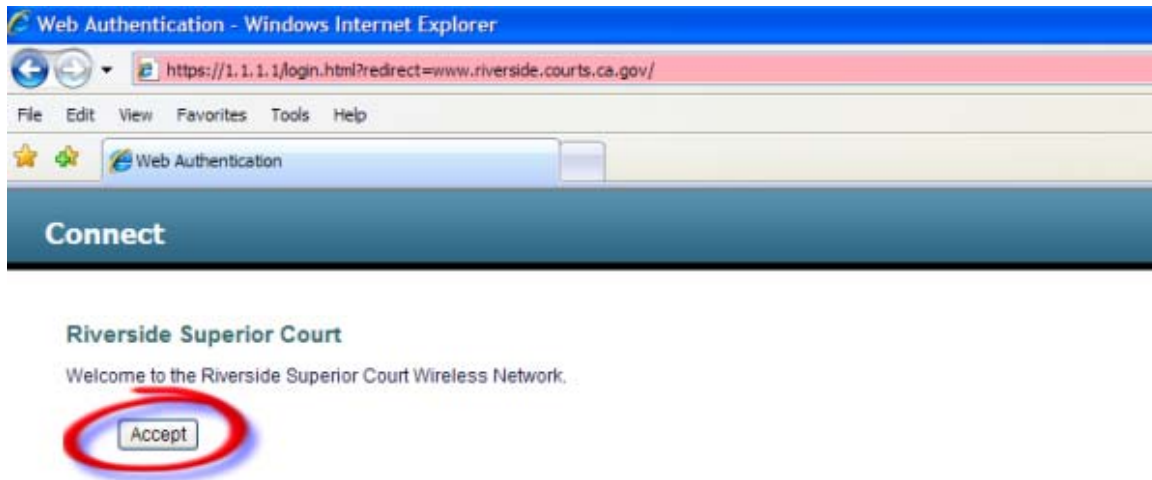 Web Authentication - Windows Internet Explorer
https://1.1.1.1/login.html?redirect=www.riverside.courts.ca.gov/
File Edit View Favorites Tools Help
Web Authentication
Connect
Riverside Superior Court
Welcome to the Riverside Superior Court Wireless Network.
Accept